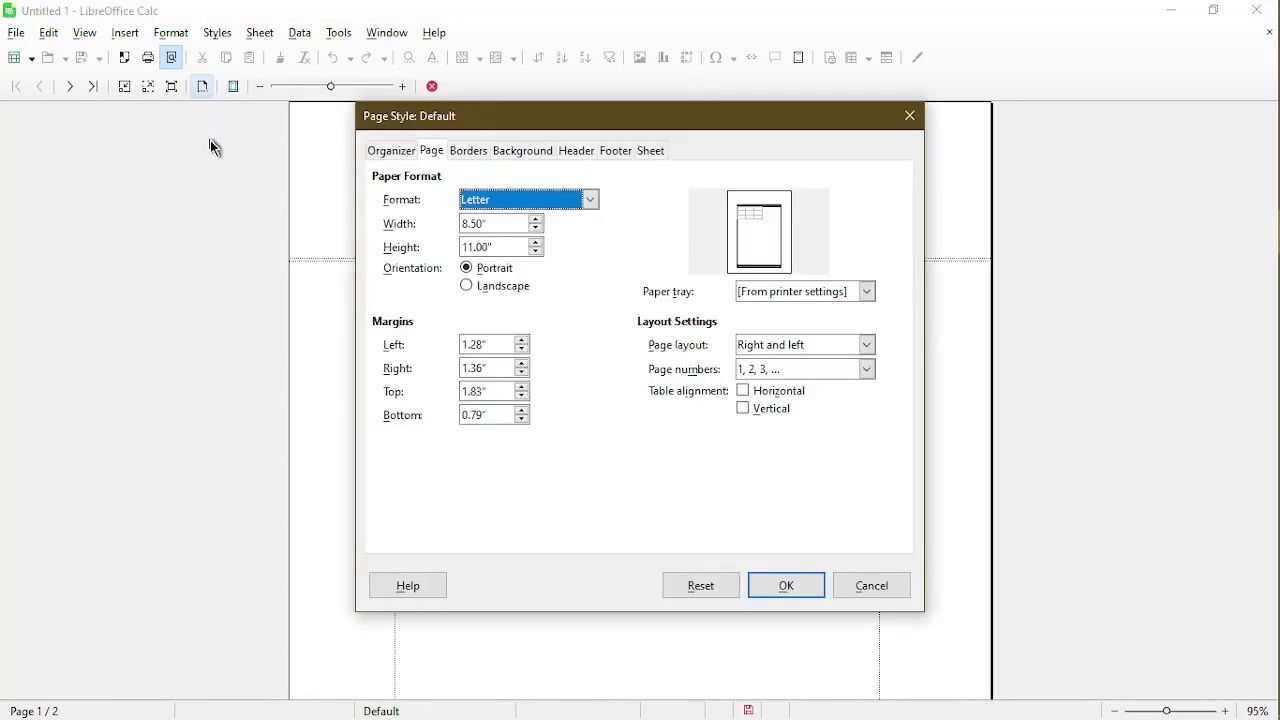 Untitled 1 - LibreOffice Calc
File Edit View Insert Format Styles Sheet Data Tools Window Help
Page Style: Default
Organizer Page Borders Background Header Footer Sheet
Paper Format
Format: Letter
Width: 8.50"
Height: 11.00"
Orientation: Portrait
Landscape
Paper tray: [From printer settings]
Margins
Left: 1.28"
Right: 1.36"
Top: 1.83"
Bottom: 0.79"
Layout Settings
Page layout: Right and left
Page numbers: 1, 2, 3, ...
Table alignment: Horizontal
Vertical
Help Reset OK Cancel
Page 1 / 2 Default 95%